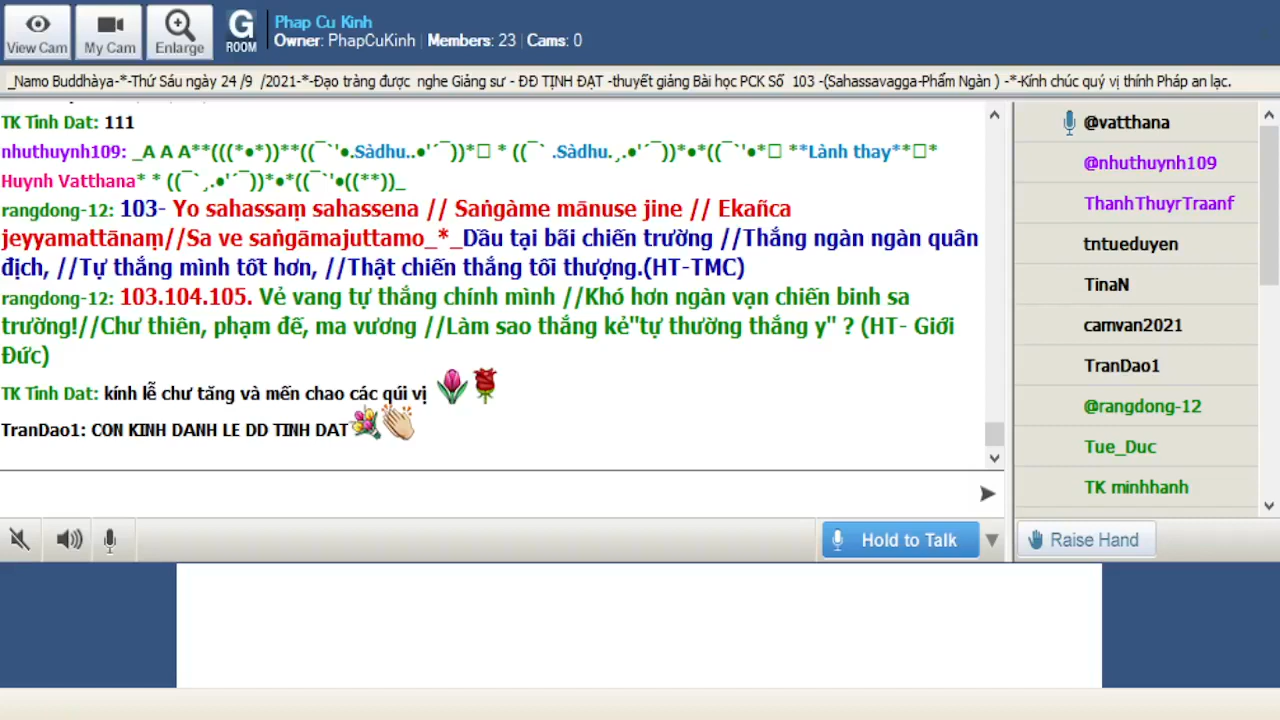 View Cam
My Cam
Enlarge
G ROOM
Phap Cu Kinh
Owner: PhapCuKinh Members: 23 Cams: 0
_Namo Buddhàya-*-Thứ Sáu ngày 24 /9 /2021-*-Đạo tràng được nghe Giảng sư - ĐĐ TỊNH ĐẠT -thuyết giảng Bài học PCK Số 103 -(Sahassavagga-Phẩm Ngàn ) -*-Kính chúc quý vị thính Pháp an lạc.
TK Tinh Dat: 111
nhuthuynh109: _A A A**(((*●*))**((¯`'●.Sàdhu..●'´¯))*□ * ((¯` .Sàdhu.¸.●'´¯))*●*((¯`'●*□ **Lành thay**□*
Huynh Vatthana* * ((¯`¸.●'´¯))*●*((¯`'●((**))_
rangdong-12: 103- Yo sahassaṃ sahassena // Saṅgàme mānuse jine // Ekañca
jeyyamattānaṃ//Sa ve saṅgāmajuttamo_*_Dầu tại bãi chiến trường //Thắng ngàn ngàn quân
địch, //Tự thắng mình tốt hơn, //Thật chiến thắng tối thượng.(HT-TMC)
rangdong-12: 103.104.105. Vẻ vang tự thắng chính mình //Khó hơn ngàn vạn chiến binh sa
trường!//Chư thiên, phạm đế, ma vương //Làm sao thắng kẻ"tự thường thắng y" ? (HT- Giới
Đức)
TK Tinh Dat: kính lễ chư tăng và mến chao các qúi vị
TranDao1: CON KINH DANH LE DD TINH DAT
@vatthana
@nhuthuynh109
ThanhThuyrTraanf
tntueduyen
TinaN
camvan2021
TranDao1
@rangdong-12
Tue_Duc
TK minhhanh
Hold to Talk
Raise Hand